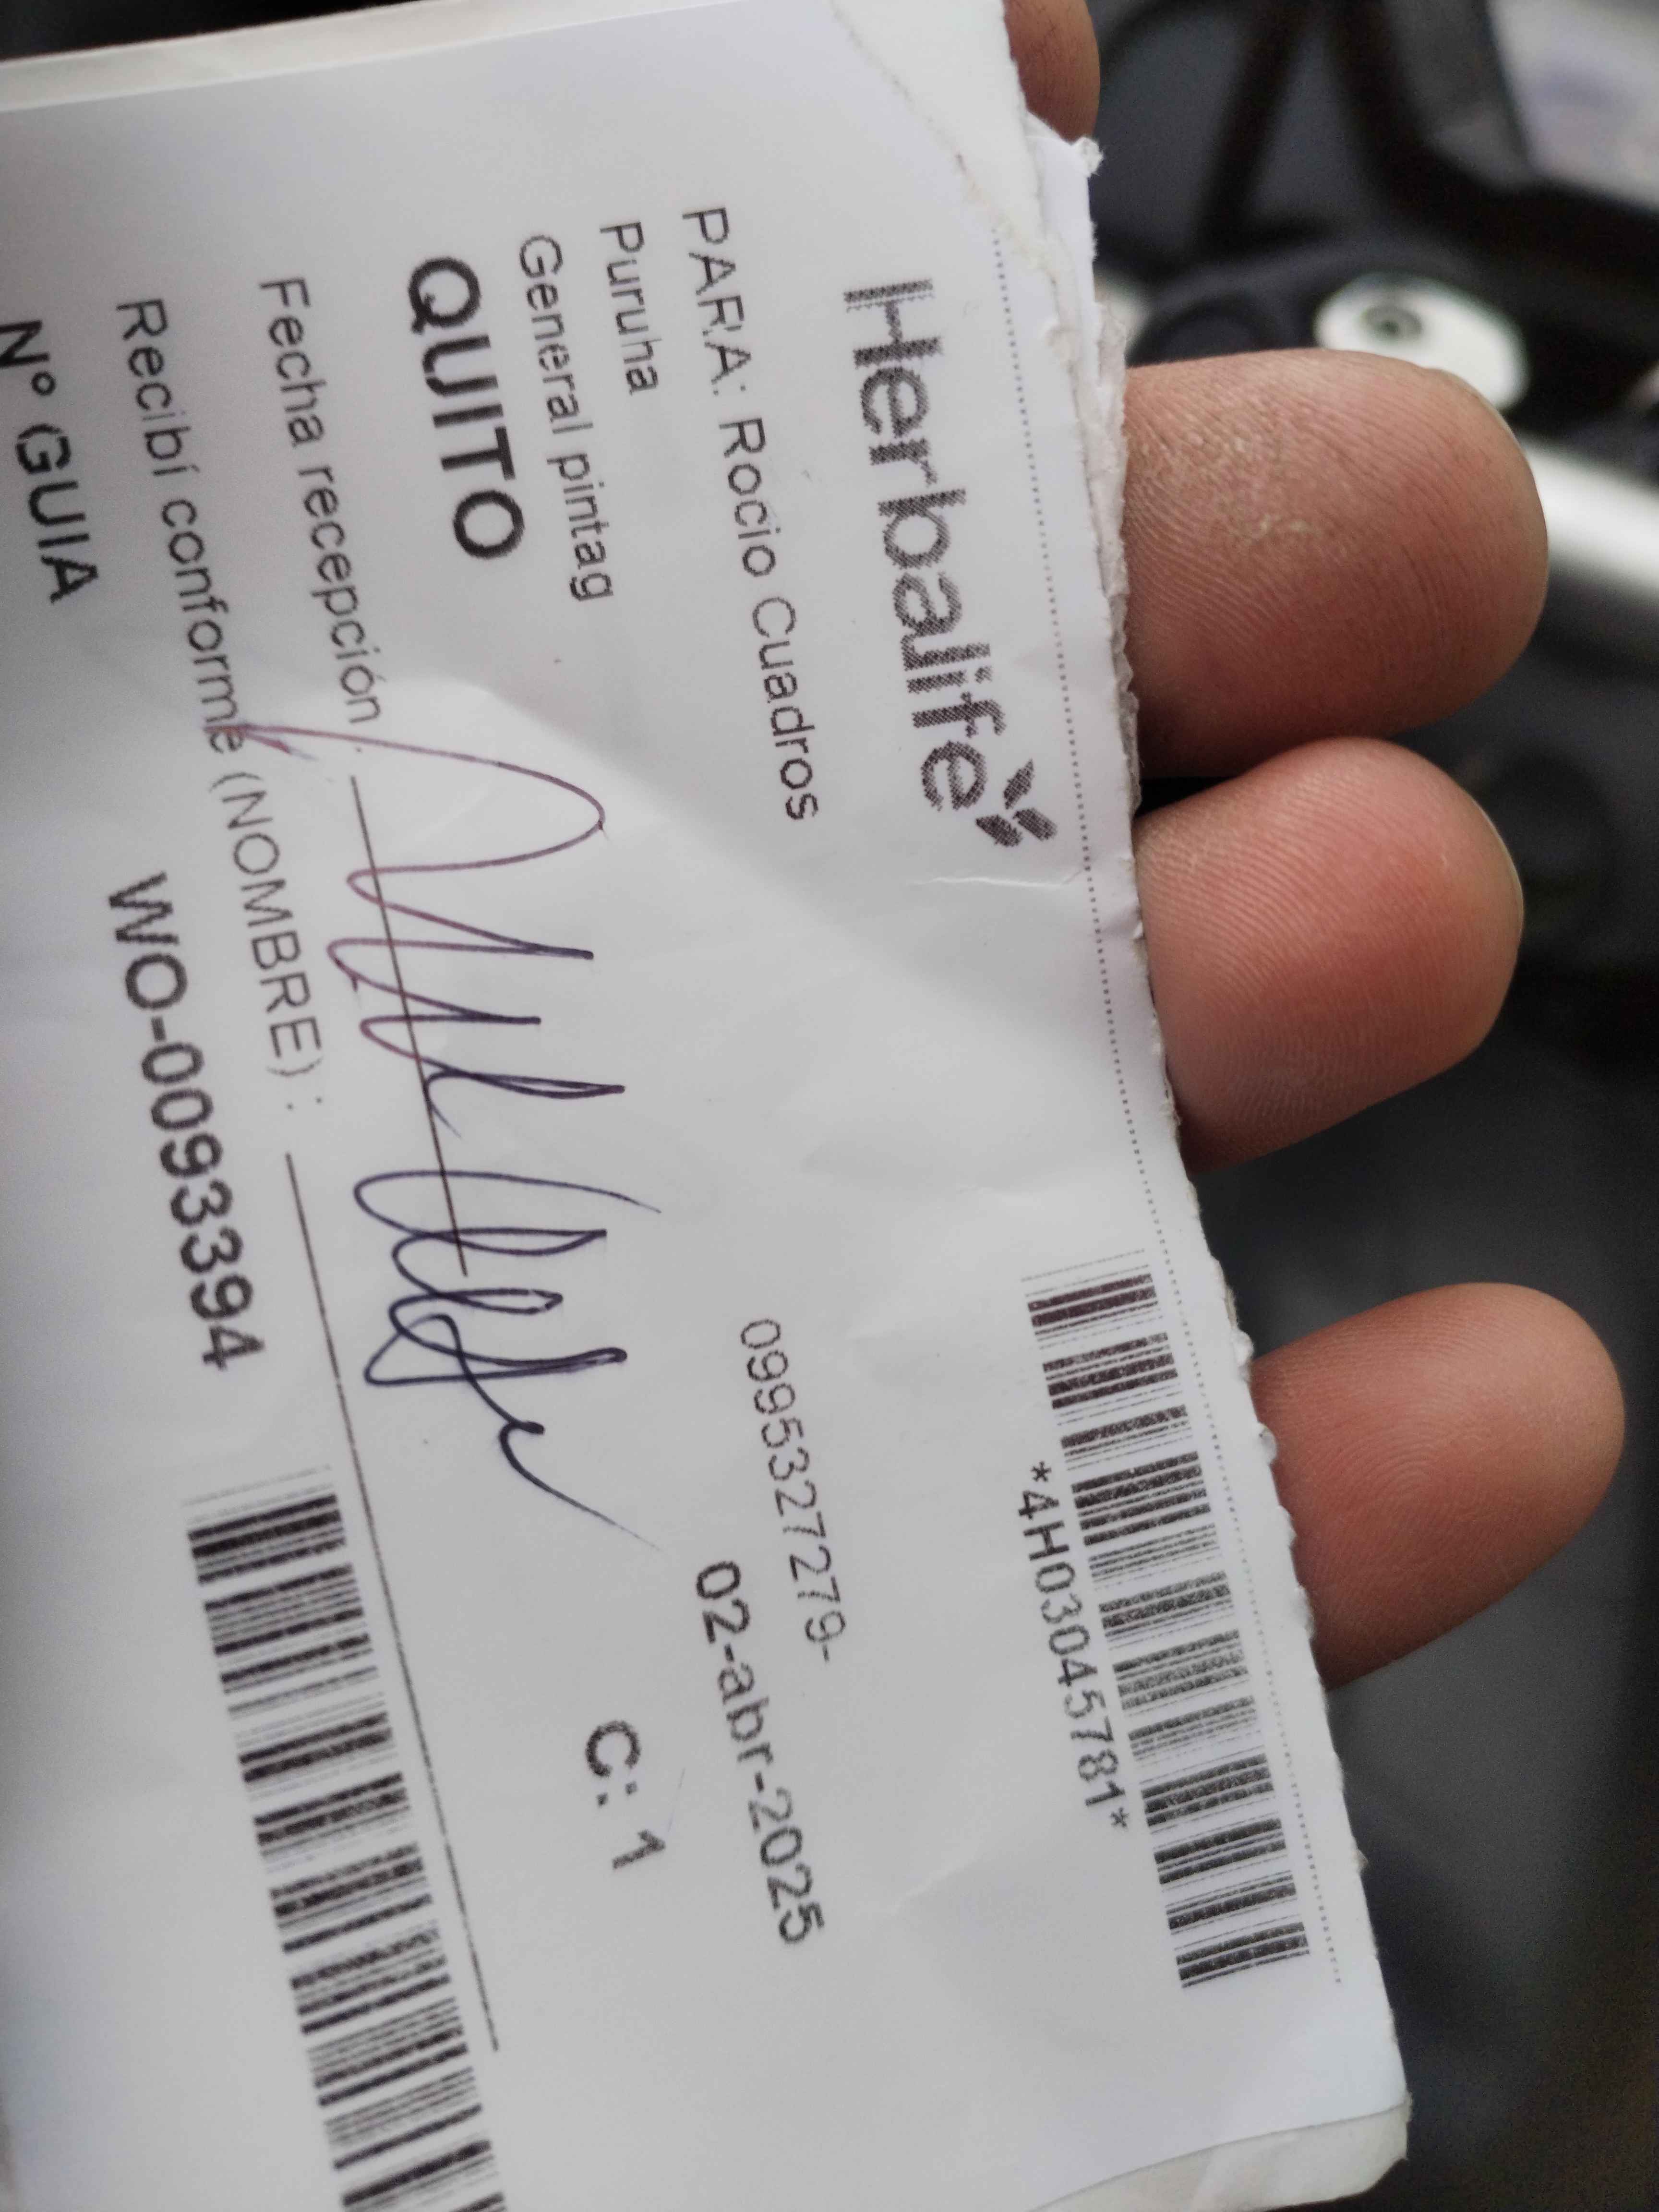 Herbalife
*4H03045781*
PARA: Rocio Cuadros
0995327279-
Puruha
02-abr-2025
General pintag
QUITO
C: 1
Fecha recepción.
Recibí conforme (NOMBRE) :
N° GUIA
WO-0093394